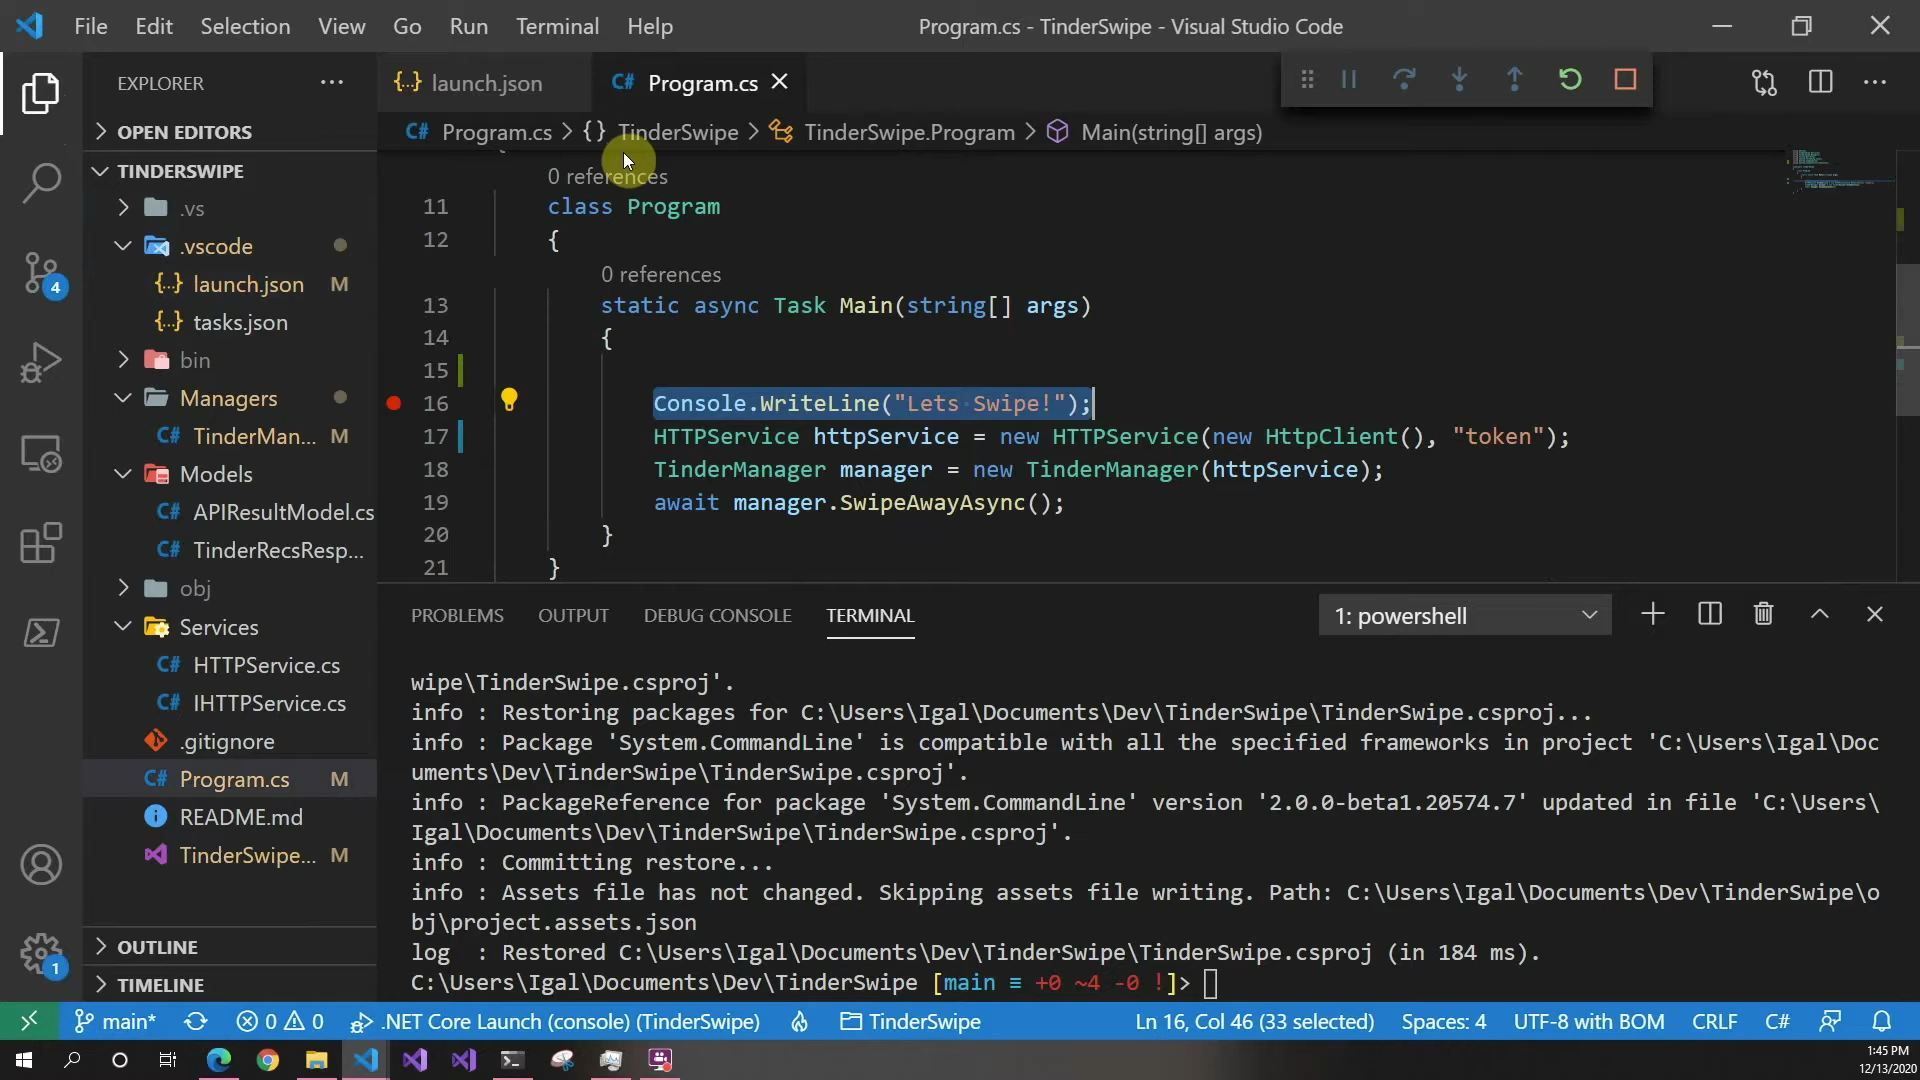 File Edit Selection View Go Run Terminal Help
Program.cs - TinderSwipe - Visual Studio Code
EXPLORER
OPEN EDITORS
TINDERSWIPE
.vs
.vscode
{..} launch.json M
{..} tasks.json
bin
Managers
C# TinderMan... M
Models
C# APIResultModel.cs
C# TinderRecsResp...
obj
Services
C# HTTPService.cs
C# IHTTPService.cs
.gitignore
C# Program.cs M
README.md
TinderSwipe... M
OUTLINE
TIMELINE
4
1
{..} launch.json
C# Program.cs
C# Program.cs > {} TinderSwipe > TinderSwipe.Program > Main(string[] args)
0 references
11 class Program
12 {
0 references
13 static async Task Main(string[] args)
14 {
15
16 Console.WriteLine("Lets Swipe!");
17 HTTPService httpService = new HTTPService(new HttpClient(), "token");
18 TinderManager manager = new TinderManager(httpService);
19 await manager.SwipeAwayAsync();
20 }
21 }
PROBLEMS OUTPUT DEBUG CONSOLE TERMINAL
1: powershell
wipe\TinderSwipe.csproj'.
info : Restoring packages for C:\Users\Igal\Documents\Dev\TinderSwipe\TinderSwipe.csproj...
info : Package 'System.CommandLine' is compatible with all the specified frameworks in project 'C:\Users\Igal\Doc
uments\Dev\TinderSwipe\TinderSwipe.csproj'.
info : PackageReference for package 'System.CommandLine' version '2.0.0-beta1.20574.7' updated in file 'C:\Users\
Igal\Documents\Dev\TinderSwipe\TinderSwipe.csproj'.
info : Committing restore...
info : Assets file has not changed. Skipping assets file writing. Path: C:\Users\Igal\Documents\Dev\TinderSwipe\o
bj\project.assets.json
log  : Restored C:\Users\Igal\Documents\Dev\TinderSwipe\TinderSwipe.csproj (in 184 ms).
C:\Users\Igal\Documents\Dev\TinderSwipe [main ≡ +0 ~4 -0 !]>
main* 0 0 .NET Core Launch (console) (TinderSwipe) TinderSwipe Ln 16, Col 46 (33 selected) Spaces: 4 UTF-8 with BOM CRLF C#
1:45 PM
12/13/2020